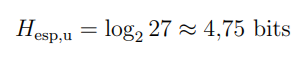 H_esp,u = log_2 27 ≈ 4,75 bits